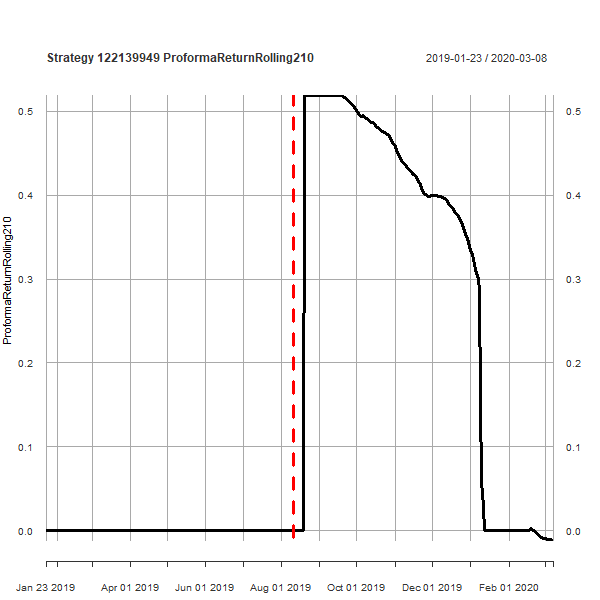 Strategy 122139949 ProformaReturnRolling210
2019-01-23 / 2020-03-08
ProformaReturnRolling210
0.5
0.5
0.4
0.4
0.3
0.3
0.2
0.2
0.1
0.1
0.0
0.0
Jan 23 2019
Apr 01 2019
Jun 01 2019
Aug 01 2019
Oct 01 2019
Dec 01 2019
Feb 01 2020